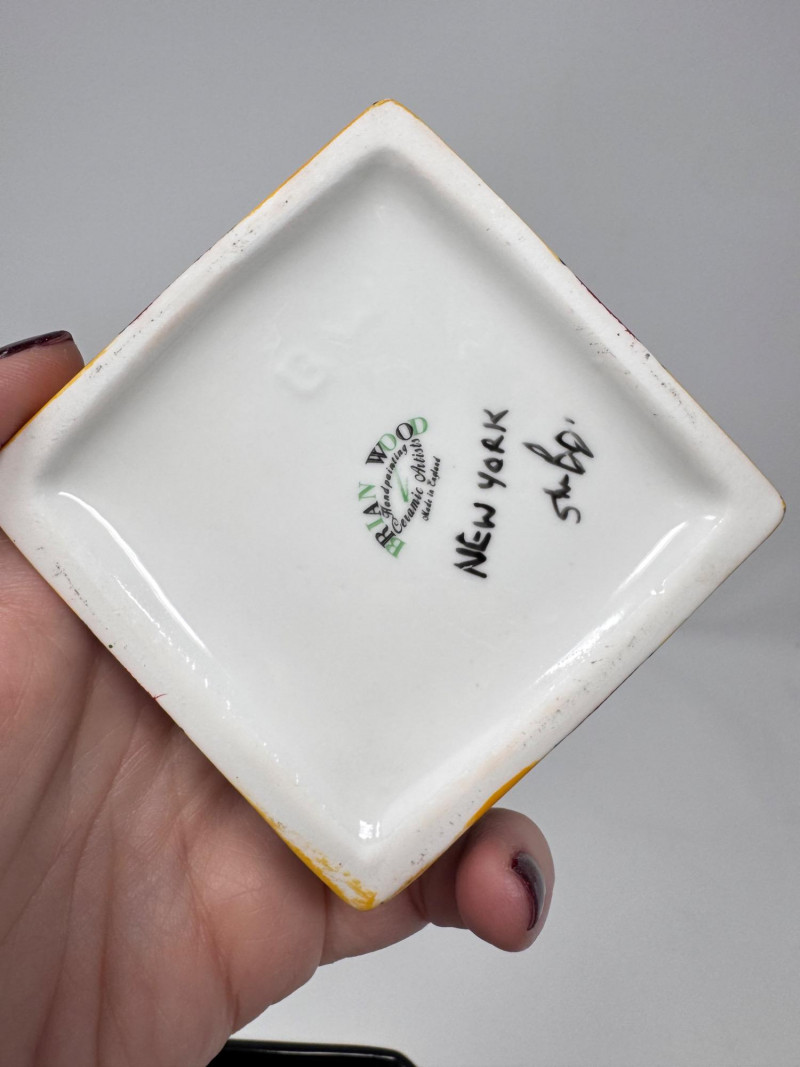 BRIAN WOOD
Handpainting
Ceramic Artists
Made in England
NEW YORK